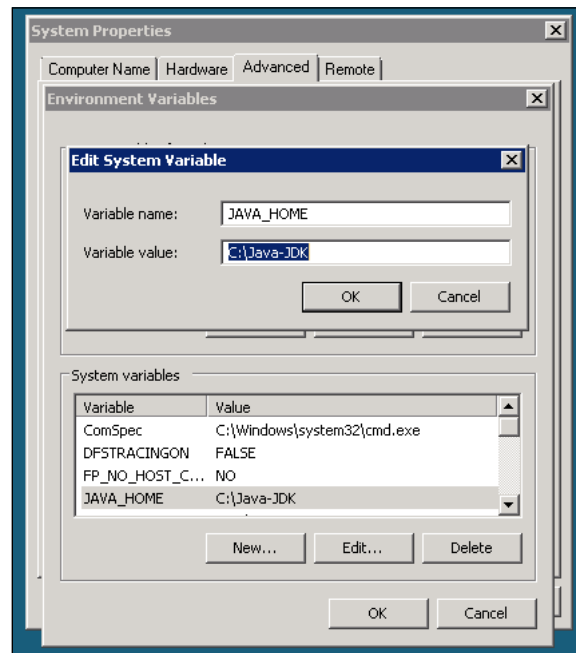 System Properties
Computer Name Hardware Advanced Remote
Environment Variables
Edit System Variable
Variable name: JAVA_HOME
Variable value: C:\Java-JDK
OK Cancel
System variables
Variable Value
ComSpec C:\Windows\system32\cmd.exe
DFSTRACINGON FALSE
FP_NO_HOST_C... NO
JAVA_HOME C:\Java-JDK
New... Edit... Delete
OK Cancel